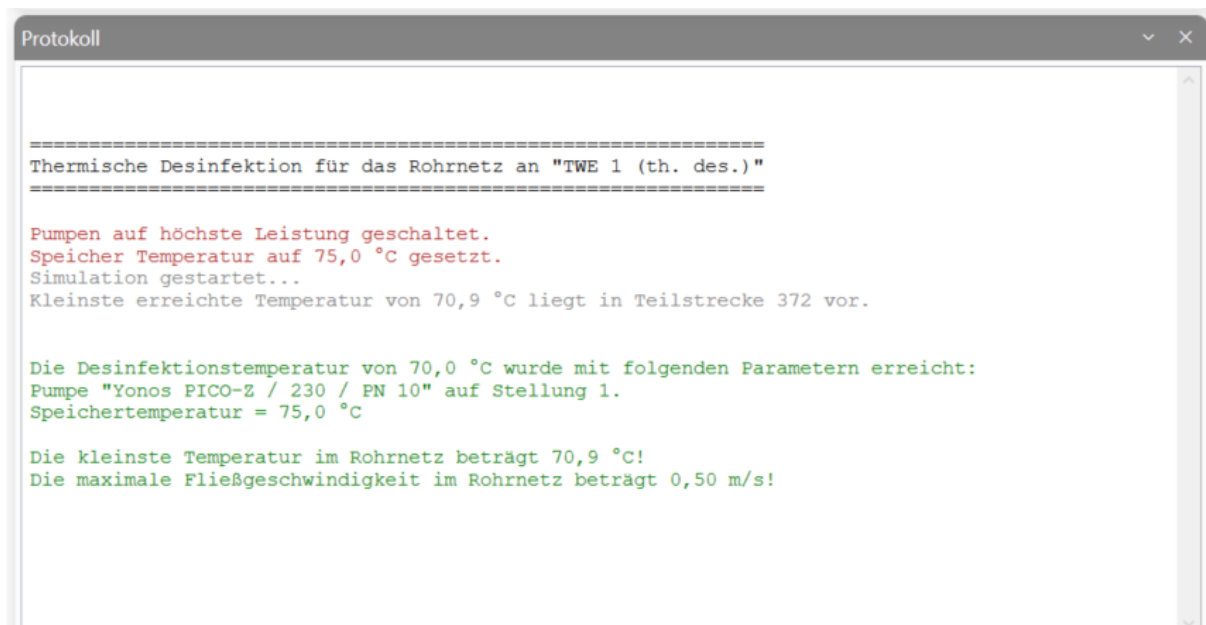 Protokoll
==============================================================
Thermische Desinfektion für das Rohrnetz an "TWE 1 (th. des.)"
==============================================================
Pumpen auf höchste Leistung geschaltet.
Speicher Temperatur auf 75,0 °C gesetzt.
Simulation gestartet...
Kleinste erreichte Temperatur von 70,9 °C liegt in Teilstrecke 372 vor.
Die Desinfektionstemperatur von 70,0 °C wurde mit folgenden Parametern erreicht:
Pumpe "Yonos PICO-Z / 230 / PN 10" auf Stellung 1.
Speichertemperatur = 75,0 °C
Die kleinste Temperatur im Rohrnetz beträgt 70,9 °C!
Die maximale Fließgeschwindigkeit im Rohrnetz beträgt 0,50 m/s!